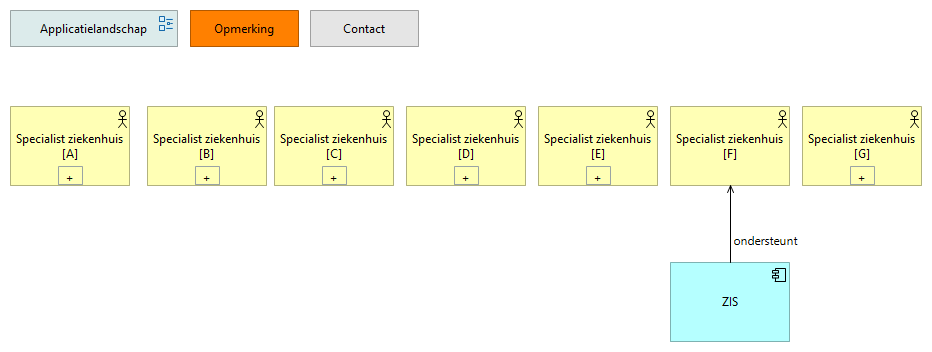 Applicatielandschap
Opmerking
Contact
Specialist ziekenhuis
[A]
+
Specialist ziekenhuis
[B]
+
Specialist ziekenhuis
[C]
+
Specialist ziekenhuis
[D]
+
Specialist ziekenhuis
[E]
+
Specialist ziekenhuis
[F]
Specialist ziekenhuis
[G]
+
ondersteunt
ZIS